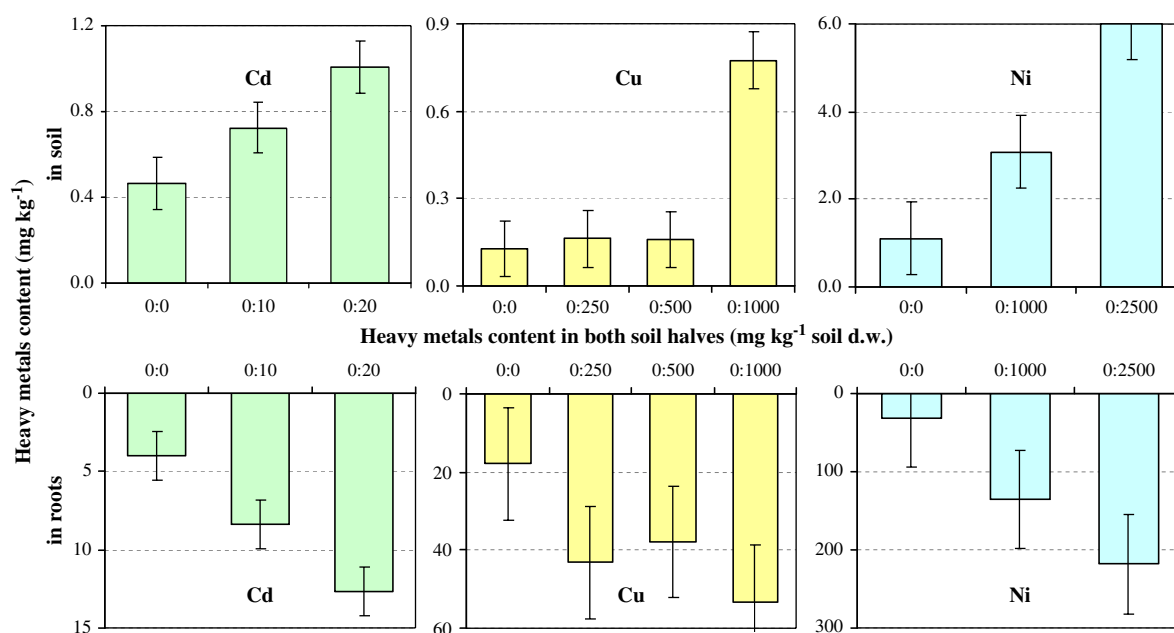 Heavy metals content (mg kg⁻¹)
in soil
1.2
0.8
0.4
0.0
Cd
0:0 0:10 0:20
0.9
0.6
0.3
0.0
Cu
0:0 0:250 0:500 0:1000
6.0
4.0
2.0
0.0
Ni
0:0 0:1000 0:2500
Heavy metals content in both soil halves (mg kg⁻¹ soil d.w.)
in roots
0:0 0:10 0:20
0
5
10
15
Cd
0:0 0:250 0:500 0:1000
0
20
40
60
Cu
0:0 0:1000 0:2500
0
100
200
300
Ni